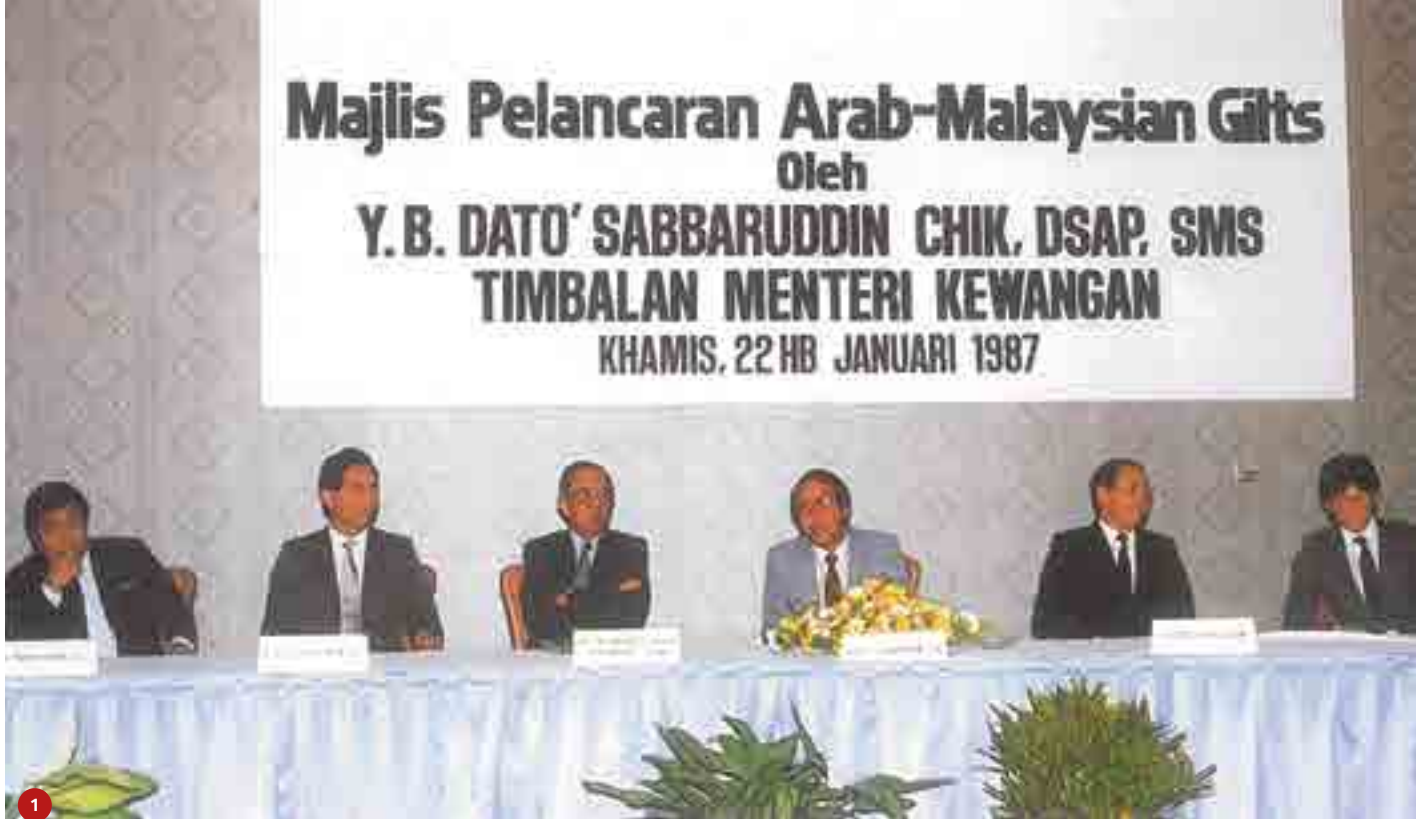 Majlis Pelancaran Arab-Malaysian Gilts
Oleh
Y.B. DATO' SABBARUDDIN CHIK, DSAP, SMS
TIMBALAN MENTERI KEWANGAN
KHAMIS, 22 HB JANUARI 1987
1